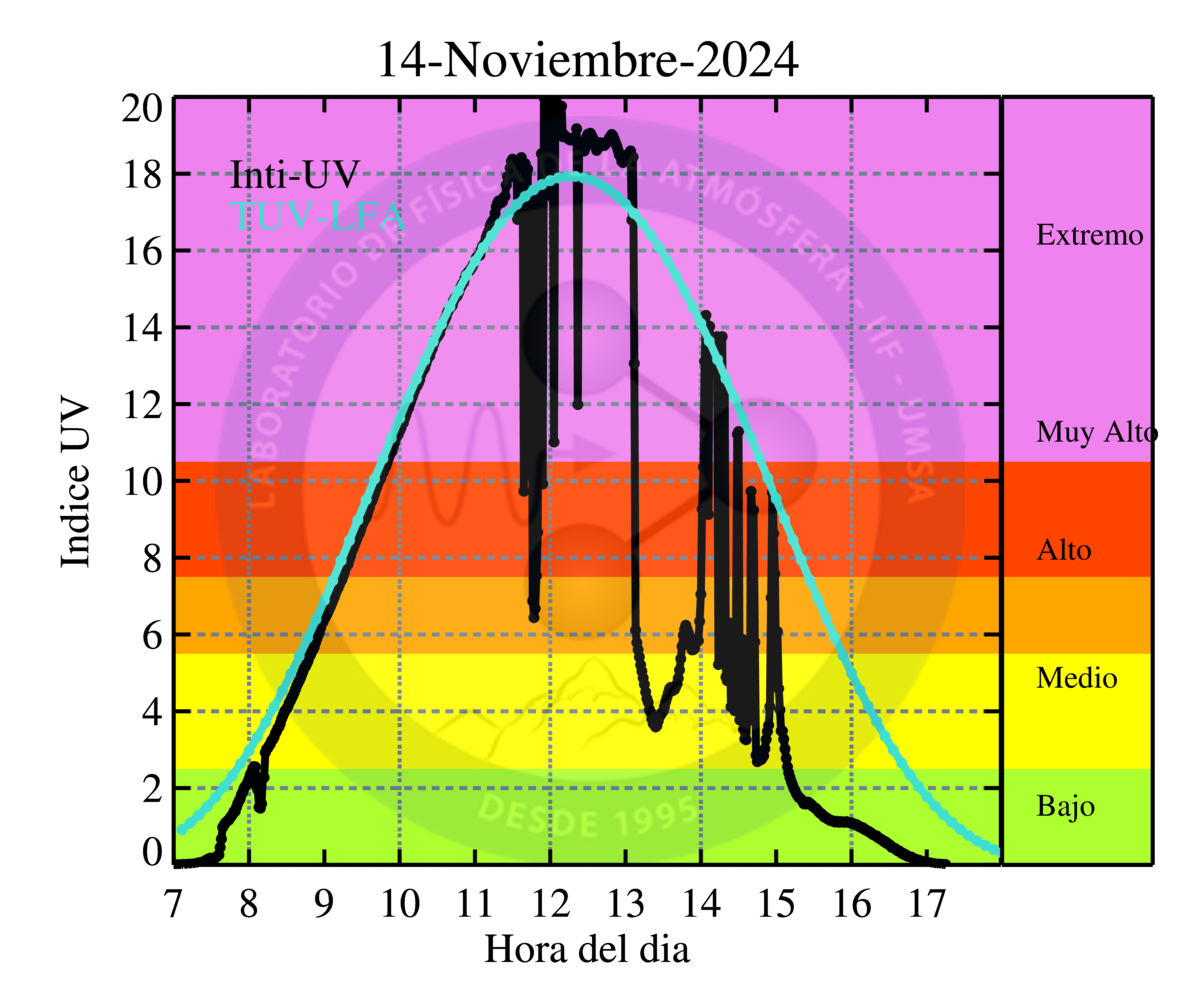 14-Noviembre-2024
Indice UV
20
18
16
14
12
10
8
6
4
2
0
Inti-UV
TUV-LFA
LABORATORIO DE FÍSICA DE LA ATMÓSFERA - IIF - UMSA
DESDE 1995
Extremo
Muy Alto
Alto
Medio
Bajo
7 8 9 10 11 12 13 14 15 16 17
Hora del dia